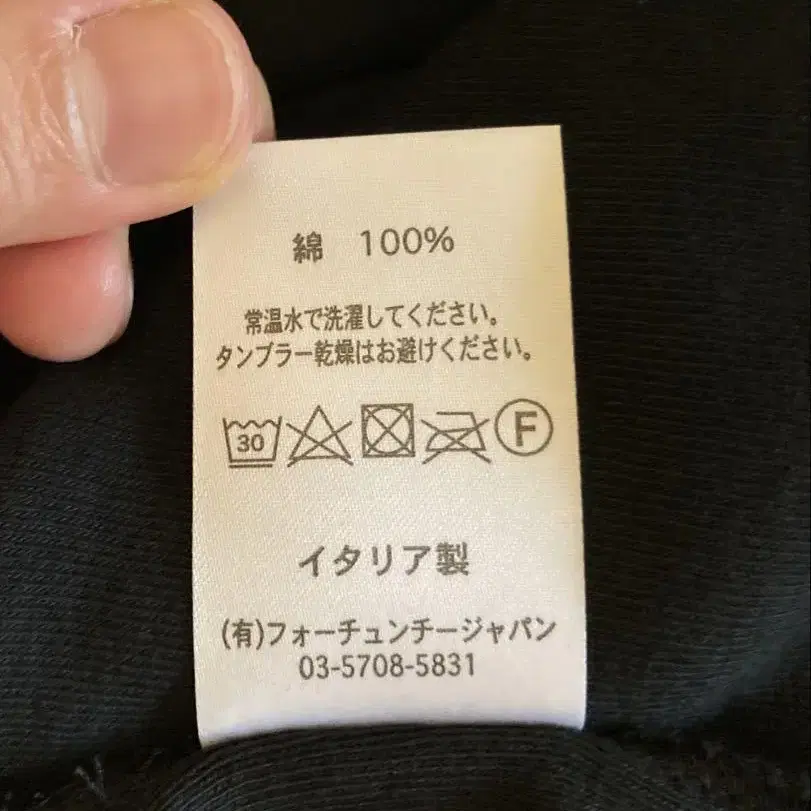 綿 100%
常温水で洗濯してください。
タンブラー乾燥はお避けください。
30 F
イタリア製
(有)フォーチュンチージャパン
03-5708-5831